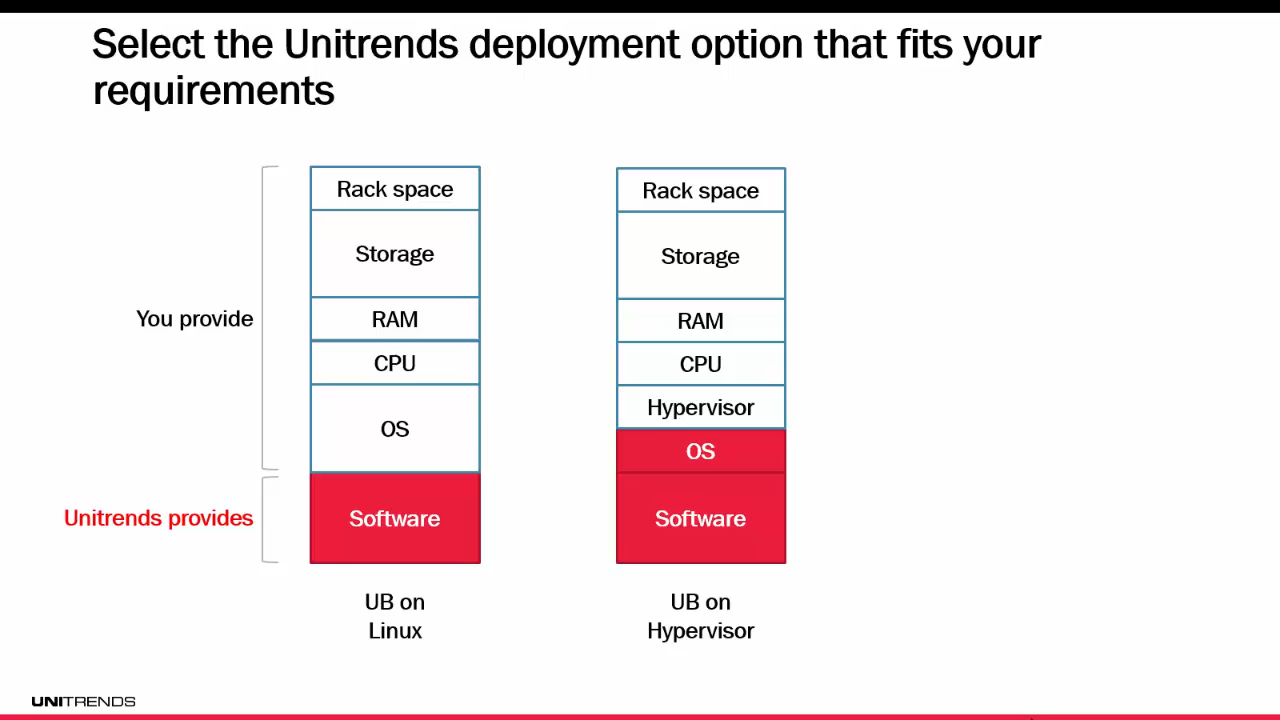 Select the Unitrends deployment option that fits your
requirements
You provide
Unitrends provides
Rack space
Storage
RAM
CPU
OS
Software
UB on
Linux
Rack space
Storage
RAM
CPU
Hypervisor
OS
Software
UB on
Hypervisor
UNITRENDS